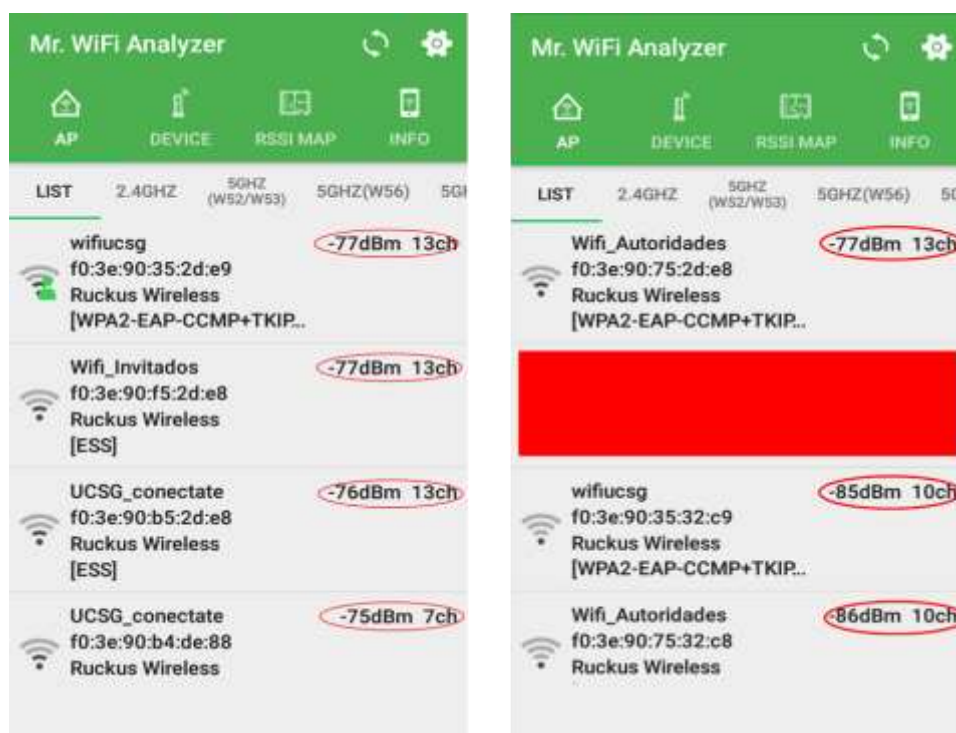 Mr. WiFi Analyzer
AP DEVICE RSSI MAP INFO
LIST 2.4GHZ 5GHZ (W52/W53) 5GHZ(W56) 5GH
wifiucsg -77dBm 13ch
f0:3e:90:35:2d:e9
Ruckus Wireless
[WPA2-EAP-CCMP+TKIP...
Wifi_Invitados -77dBm 13ch
f0:3e:90:f5:2d:e8
Ruckus Wireless
[ESS]
UCSG_conectate -76dBm 13ch
f0:3e:90:b5:2d:e8
Ruckus Wireless
[ESS]
UCSG_conectate -75dBm 7ch
f0:3e:90:b4:de:88
Ruckus Wireless
Mr. WiFi Analyzer
AP DEVICE RSSI MAP INFO
LIST 2.4GHZ 5GHZ (W52/W53) 5GHZ(W56) 5G
Wifi_Autoridades -77dBm 13ch
f0:3e:90:75:2d:e8
Ruckus Wireless
[WPA2-EAP-CCMP+TKIP...
wifiucsg -85dBm 10ch
f0:3e:90:35:32:c9
Ruckus Wireless
[WPA2-EAP-CCMP+TKIP...
Wifi_Autoridades -86dBm 10ch
f0:3e:90:75:32:c8
Ruckus Wireless